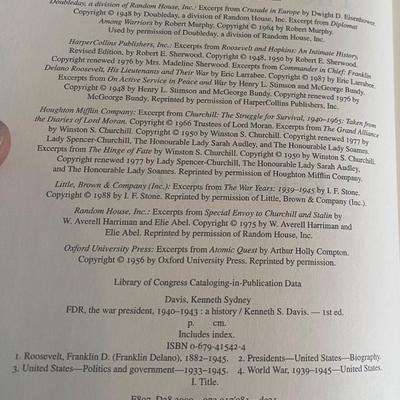 Doubleday, a division of Random House, Inc.: Excerpt from Crusade in Europe by Dwight D. Eisenhower.
Copyright © 1948 by Doubleday, a division of Random House, Inc. Excerpt from Diplomat
Among Warriors by Robert Murphy. Copyright © 1964 by Robert Murphy.
Used by permission of Doubleday, a division of Random House, Inc.
HarperCollins Publishers, Inc.: Excerpts from Roosevelt and Hopkins: An Intimate History,
Revised Edition, by Robert E. Sherwood. Copyright © 1948, 1950 by Robert E. Sherwood.
Copyright renewed 1976 by Mrs. Madeline Sherwood. Excerpts from Commander in Chief: Franklin
Delano Roosevelt, His Lieutenants and Their War by Eric Larrabee. Copyright © 1987 by Eric Larrabee.
Excerpts from On Active Service in Peace and War by Henry L. Stimson and McGeorge Bundy.
Copyright © 1948 by Henry L. Stimson and McGeorge Bundy. Copyright renewed 1976 by
McGeorge Bundy. Reprinted by permission of HarperCollins Publishers, Inc.
Houghton Mifflin Company: Excerpt from Churchill: The Struggle for Survival, 1940–1965: Taken from
the Diaries of Lord Moran. Copyright © 1966 Trustees of Lord Moran. Excerpts from The Grand Alliance
by Winston S. Churchill. Copyright © 1950 by Winston S. Churchill. Copyright renewed 1977 by
Lady Spencer-Churchill, The Honourable Lady Sarah Audley, and The Honourable Lady Soames.
Excerpts from The Hinge of Fate by Winston S. Churchill. Copyright © 1950 by Winston S. Churchill.
Copyright renewed 1977 by Lady Spencer-Churchill, The Honourable Lady Sarah Audley,
and The Honourable Lady Soames. Reprinted by permission of Houghton Mifflin Company.
Little, Brown & Company (Inc.): Excerpts from The War Years: 1939–1945 by I. F. Stone.
Copyright © 1988 by I. F. Stone. Reprinted by permission of Little, Brown & Company (Inc.).
Random House, Inc.: Excerpts from Special Envoy to Churchill and Stalin by
W. Averell Harriman and Elie Abel. Copyright © 1975 by W. Averell Harriman and
Elie Abel. Reprinted by permission of Random House, Inc.
Oxford University Press: Excerpts from Atomic Quest by Arthur Holly Compton.
Copyright © 1956 by Oxford University Press. Reprinted by permission.
Library of Congress Cataloging-in-Publication Data
Davis, Kenneth Sydney
FDR, the war president, 1940–1943 : a history / Kenneth S. Davis. — 1st ed.
p. cm.
Includes index.
ISBN 0-679-41542-4
1. Roosevelt, Franklin D. (Franklin Delano), 1882–1945. 2. Presidents—United States—Biography.
3. United States—Politics and government—1933–1945. 4. World War, 1939–1945—United States.
I. Title.